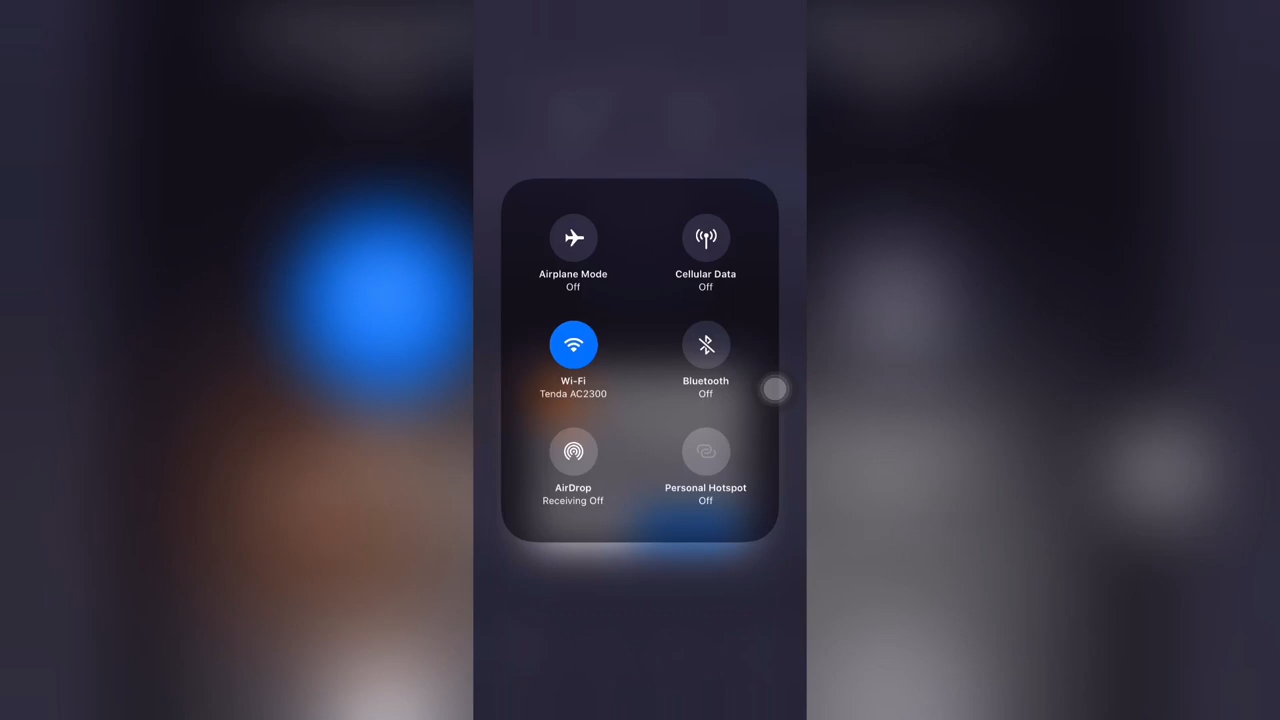 Airplane Mode
Off
Cellular Data
Off
Wi-Fi
Tenda AC2300
Bluetooth
Off
AirDrop
Receiving Off
Personal Hotspot
Off